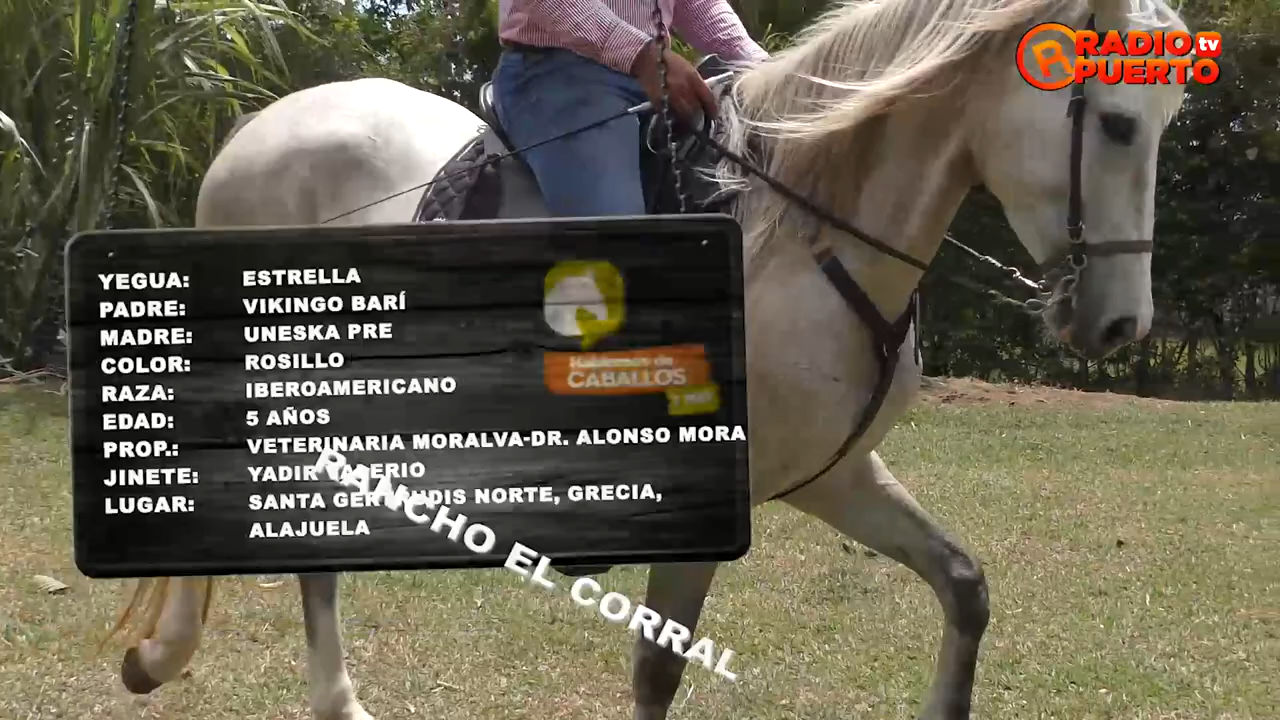 RADIO tv
PUERTO
YEGUA: ESTRELLA
PADRE: VIKINGO BARÍ
MADRE: UNESKA PRE
COLOR: ROSILLO
RAZA: IBEROAMERICANO
EDAD: 5 AÑOS
PROP.: VETERINARIA MORALVA-DR. ALONSO MORA
JINETE: YADIR VALERIO
LUGAR: SANTA GERTRUDIS NORTE, GRECIA,
ALAJUELA
Hablemos de
CABALLOS
RANCHO EL CORRAL